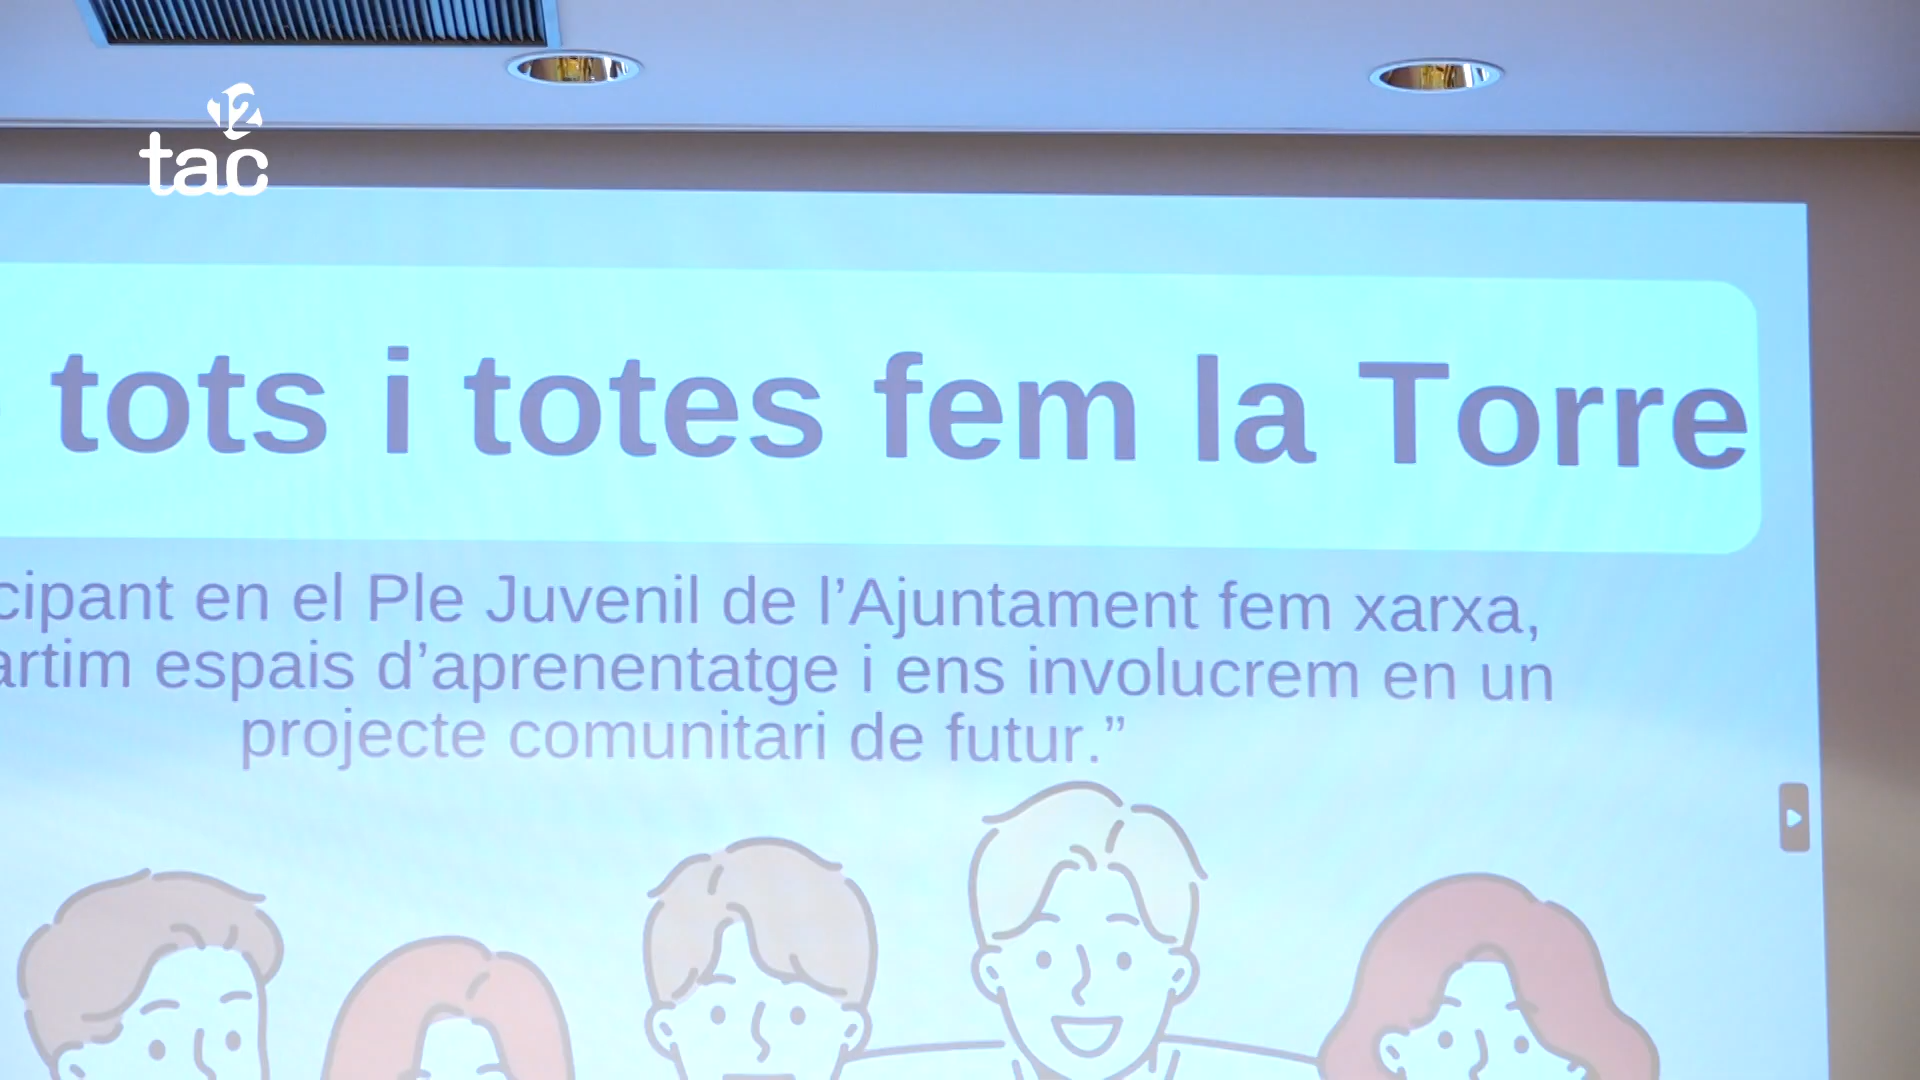 12
tac
tots i totes fem la Torre
cipant en el Ple Juvenil de l’Ajuntament fem xarxa,
artim espais d’aprenentatge i ens involucrem en un
projecte comunitari de futur.”